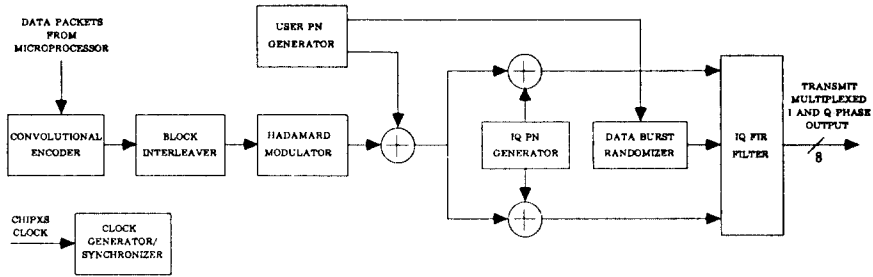 DATA PACKETS
FROM
MICROPROCESSOR
USER PN
GENERATOR
CONVOLUTIONAL
ENCODER
BLOCK
INTERLEAVER
HADAMARD
MODULATOR
IQ PN
GENERATOR
DATA BURST
RANDOMIZER
IQ FIR
FILTER
TRANSMIT
MULTIPLEXED
I AND Q PHASE
OUTPUT
8
CHIPX8
CLOCK
CLOCK
GENERATOR/
SYNCHRONIZER